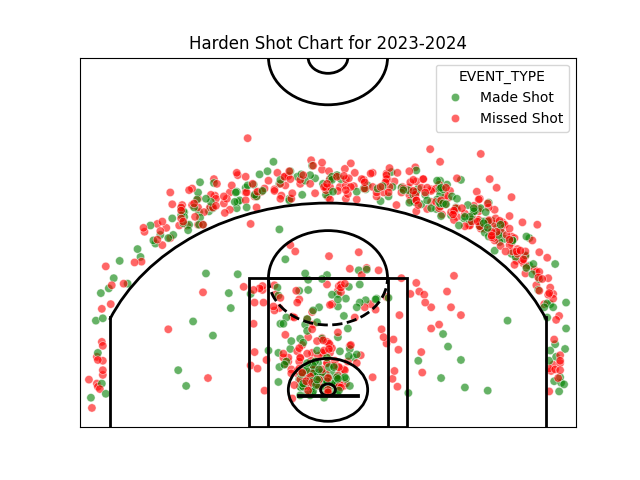 Harden Shot Chart for 2023-2024
EVENT_TYPE
Made Shot
Missed Shot